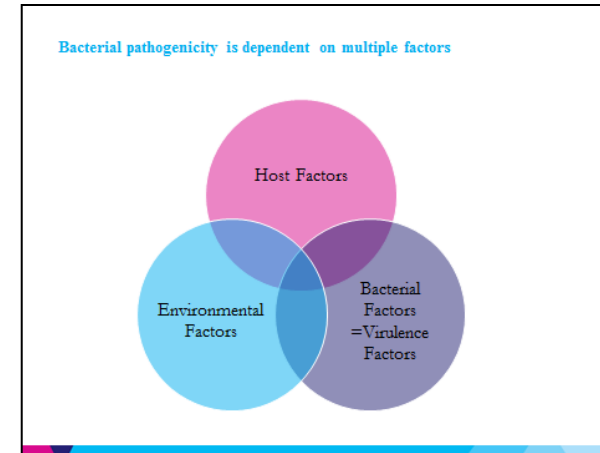 Bacterial pathogenicity is dependent on multiple factors
Host Factors
Environmental
Factors
Bacterial
Factors
=Virulence
Factors